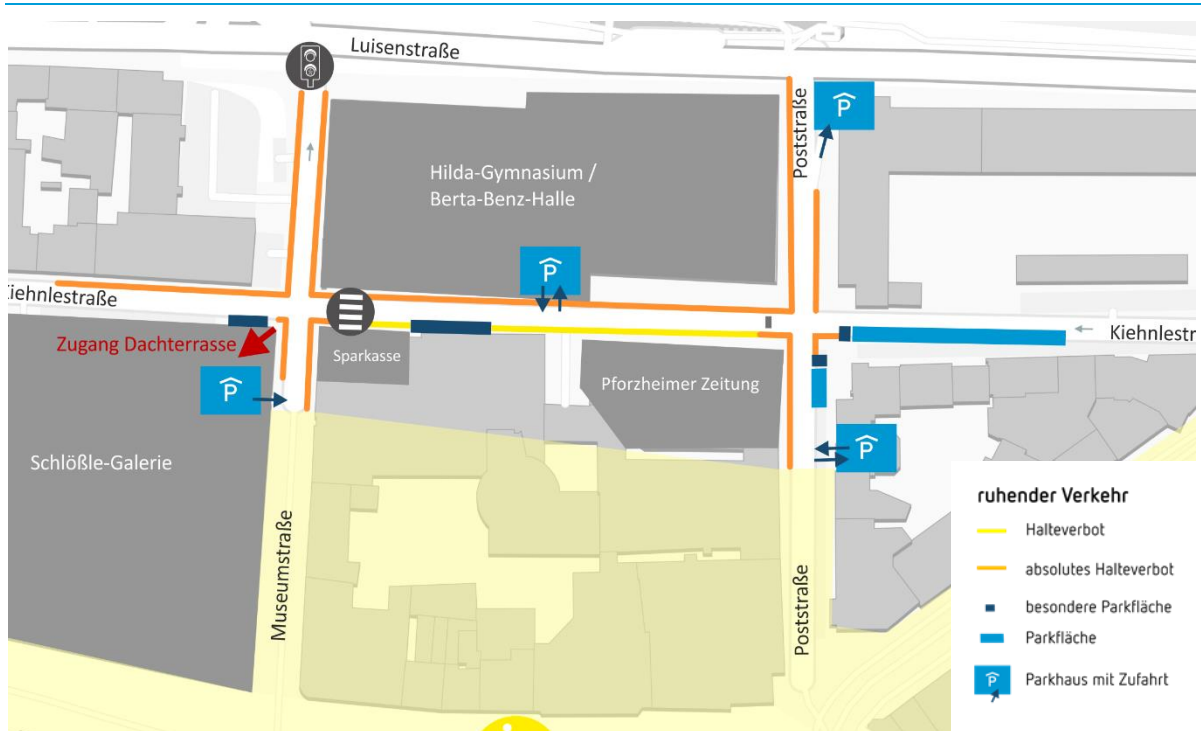 Luisenstraße
Poststraße
P
Hilda-Gymnasium /
Berta-Benz-Halle
P
Kiehnlestraße
Zugang Dachterrasse
Sparkasse
Kiehnlestr
P
Pforzheimer Zeitung
P
Schlößle-Galerie
Museumstraße
Poststraße
ruhender Verkehr
Halteverbot
absolutes Halteverbot
besondere Parkfläche
Parkfläche
P
Parkhaus mit Zufahrt